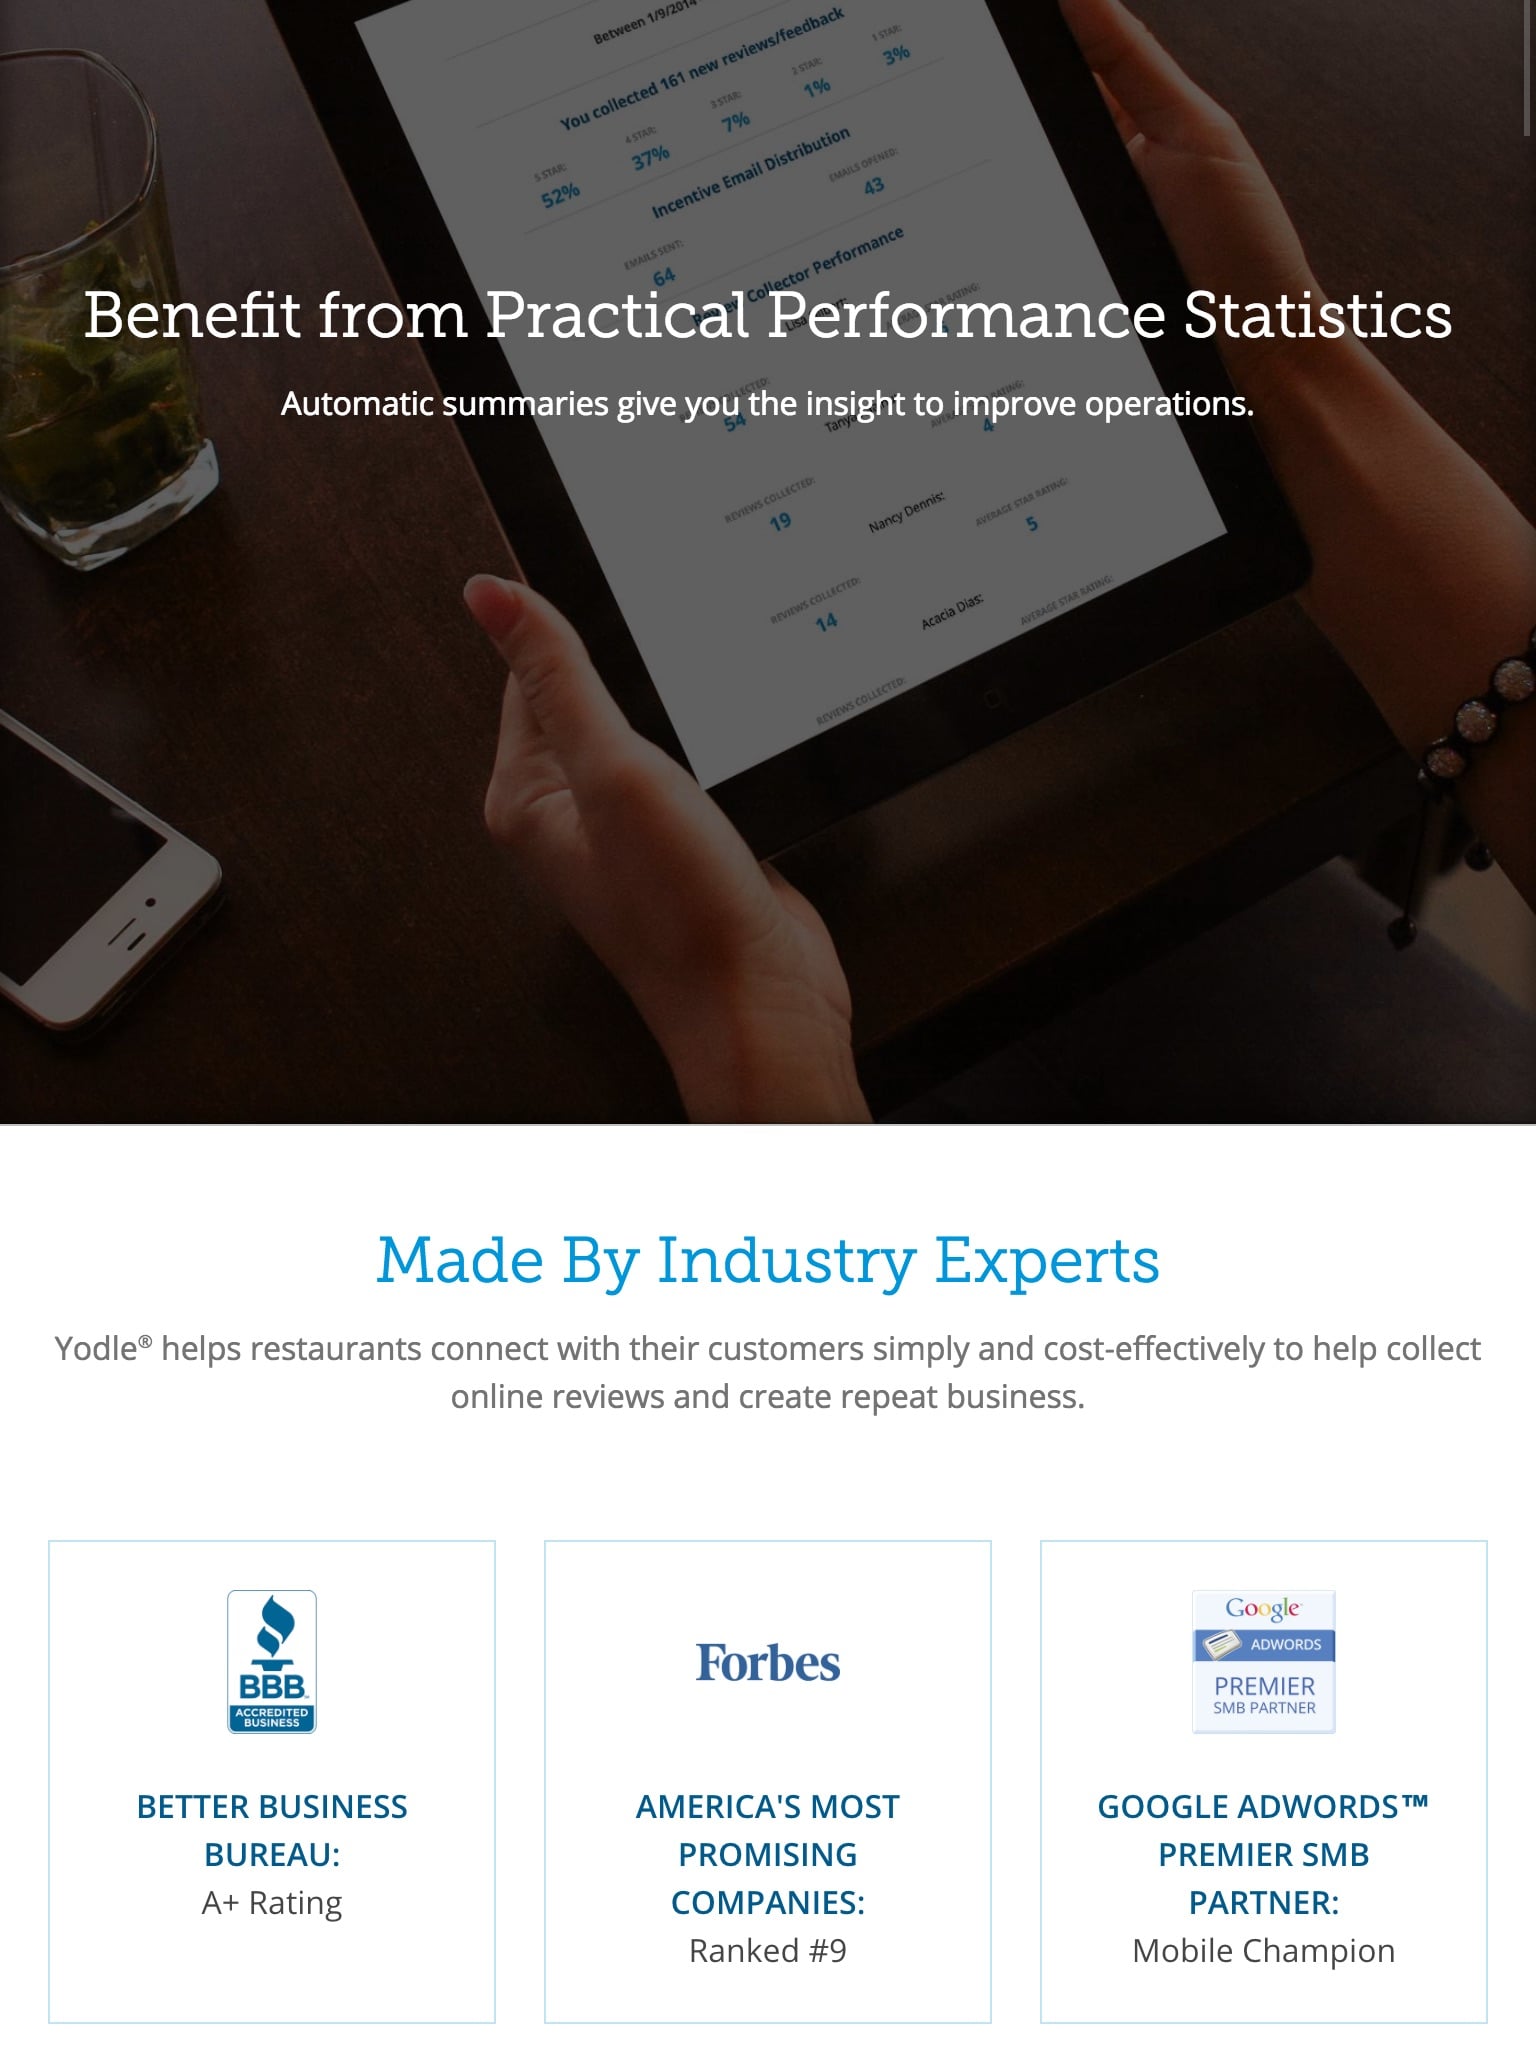 Between 1/9/2014
You collected 161 new reviews/feedback
5 STAR: 4 STAR: 3 STAR: 2 STAR: 1 STAR:
52% 37% 7% 1% 3%
Incentive Email Distribution
EMAILS SENT: EMAILS OPENED:
64 43
Review Collector Performance
Benefit from Practical Performance Statistics
Automatic summaries give you the insight to improve operations.
54 4
REVIEWS COLLECTED: Nancy Dennis: AVERAGE STAR RATING:
19 5
REVIEWS COLLECTED: Acacia Dias: AVERAGE STAR RATING:
14
REVIEWS COLLECTED:
Made By Industry Experts
Yodle® helps restaurants connect with their customers simply and cost-effectively to help collect
online reviews and create repeat business.
BBB
ACCREDITED
BUSINESS
BETTER BUSINESS
BUREAU:
A+ Rating
Forbes
AMERICA'S MOST
PROMISING
COMPANIES:
Ranked #9
Google
ADWORDS
PREMIER
SMB PARTNER
GOOGLE ADWORDS™
PREMIER SMB
PARTNER:
Mobile Champion